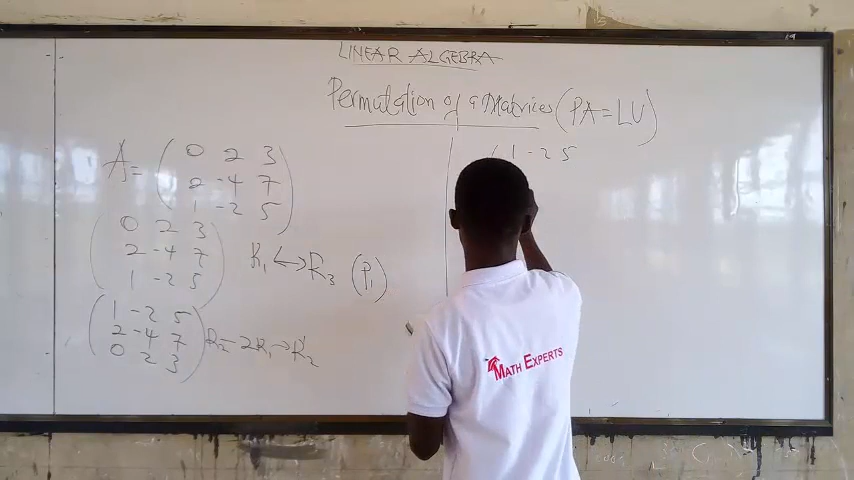 LINEAR ALGEBRA
Permutation of a Matrices (PA=LU)
A = (0 2 3
2 -4 7
1 -2 5)
(0 2 3
2 -4 7
1 -2 5)
R₁ ↔ R₃ (P₁)
(1 -2 5
2 -4 7
0 2 3)
R₂ - 2R₁ → R'₂
(1 -2 5
MATH EXPERTS